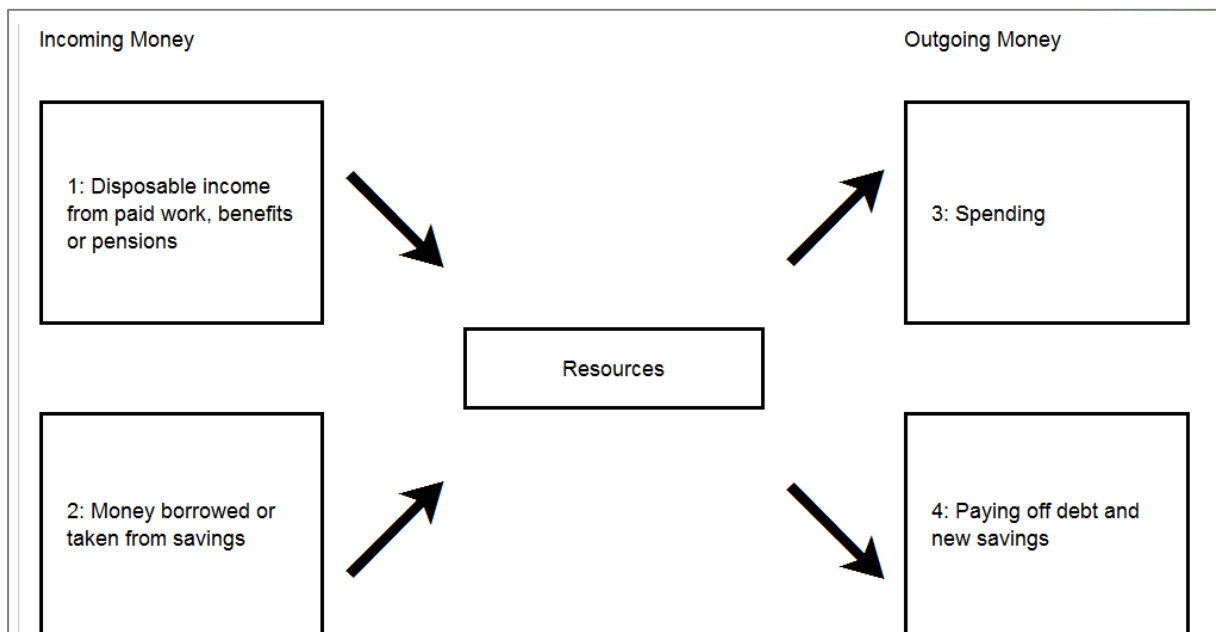 Incoming Money
Outgoing Money
1: Disposable income
from paid work, benefits
or pensions
3: Spending
Resources
2: Money borrowed or
taken from savings
4: Paying off debt and
new savings